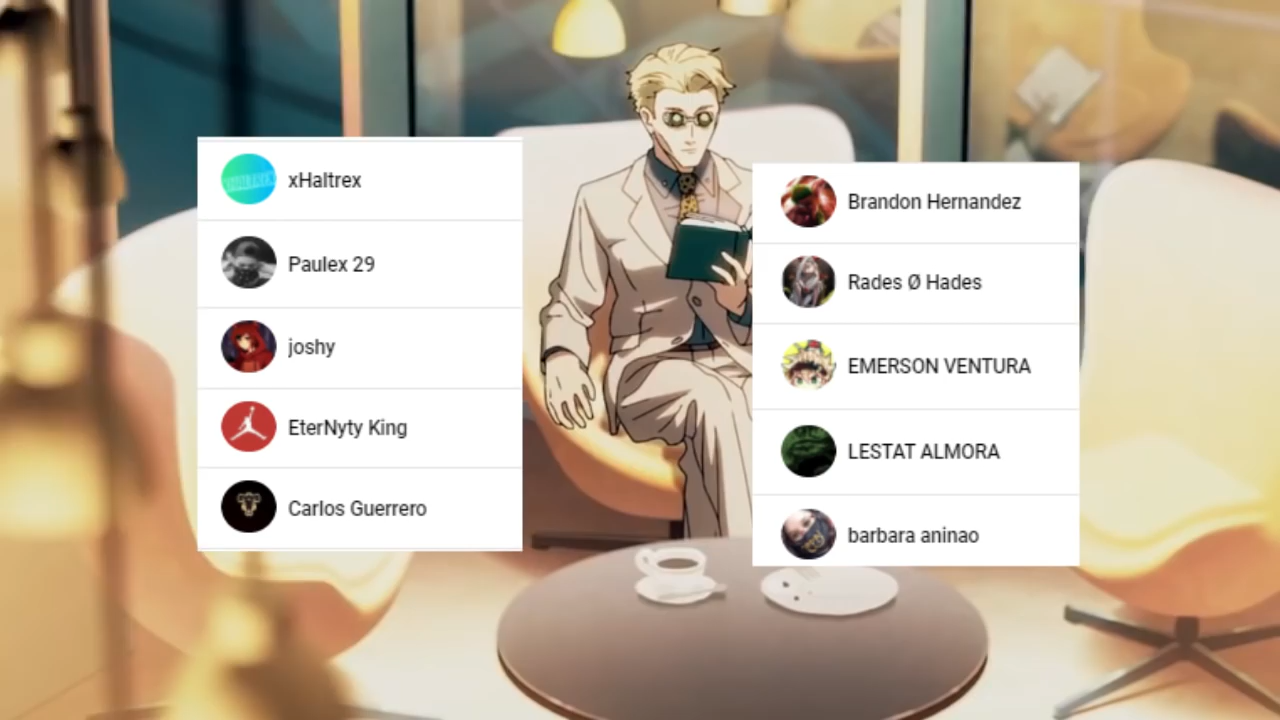 xHaltrex
Paulex 29
joshy
EterNyty King
Carlos Guerrero
Brandon Hernandez
Rades Ø Hades
EMERSON VENTURA
LESTAT ALMORA
barbara aninao